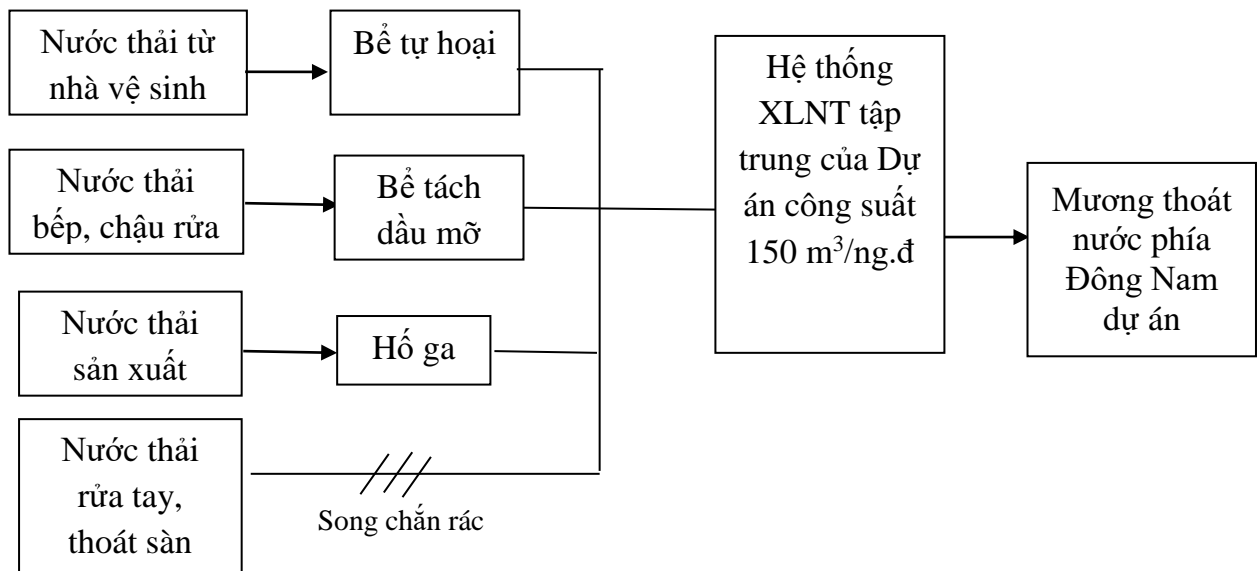 Nước thải từ
nhà vệ sinh
Bể tự hoại
Nước thải
bếp, chậu rửa
Bể tách
dầu mỡ
Nước thải
sản xuất
Hố ga
Nước thải
rửa tay,
thoát sàn
Song chắn rác
Hệ thống
XLNT tập
trung của Dự
án công suất
150 m³/ng.đ
Mương thoát
nước phía
Đông Nam
dự án